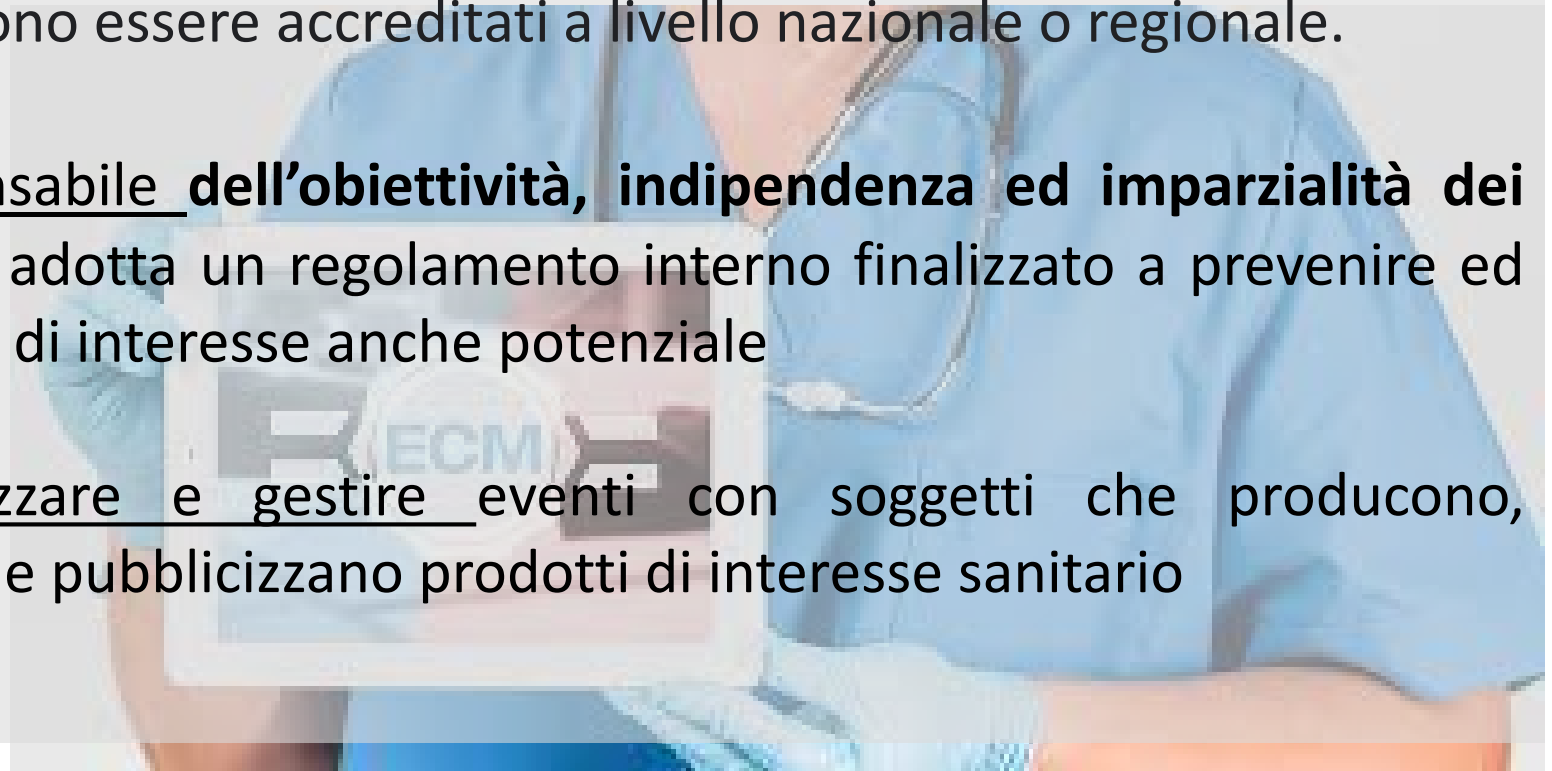 ono essere accreditati a livello nazionale o regionale.
nsabile dell’obiettività, indipendenza ed imparzialità dei
adotta un regolamento interno finalizzato a prevenire ed
di interesse anche potenziale
ECM
zzare e gestire eventi con soggetti che producono,
e pubblicizzano prodotti di interesse sanitario